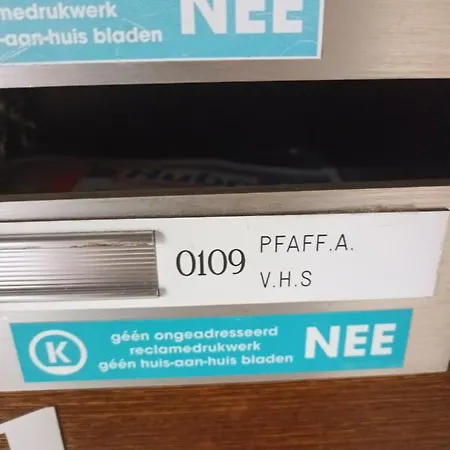 medrukwerk
s-aan-huis bladen
NEE
0109
PFAFF.A.
V.H.S
K
géén ongeadresseerd
reclamedrukwerk
géén huis-aan-huis bladen
NEE